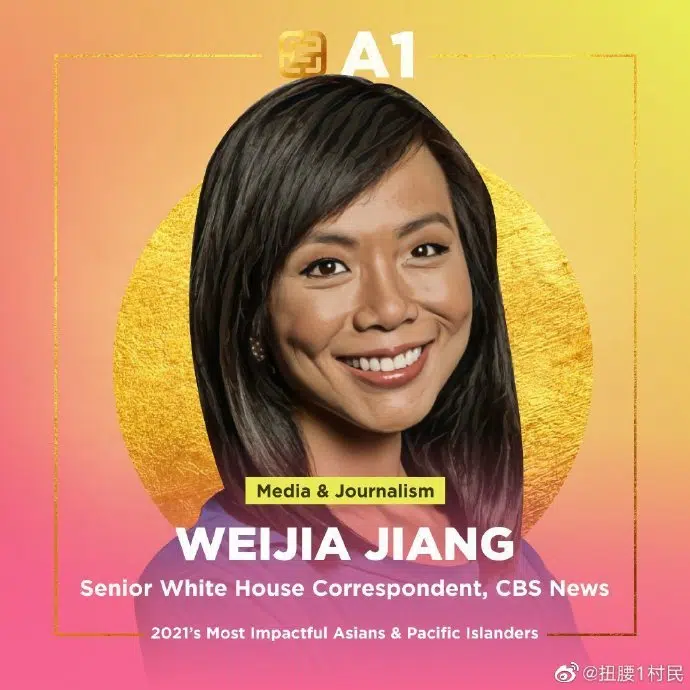 A1
Media & Journalism
WEIJIA JIANG
Senior White House Correspondent, CBS News
2021's Most Impactful Asians & Pacific Islanders
@扭腰1村民